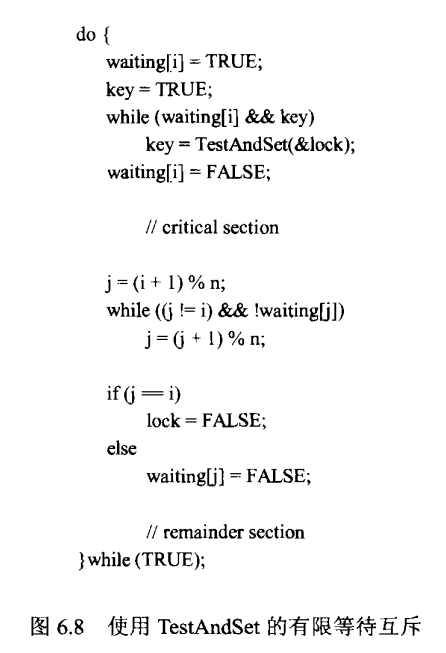 do {
waiting[i] = TRUE;
key = TRUE;
while (waiting[i] && key)
key = TestAndSet(&lock);
waiting[i] = FALSE;
// critical section
j = (i + 1) % n;
while ((j != i) && !waiting[j])
j = (j + 1) % n;
if (j == i)
lock = FALSE;
else
waiting[j] = FALSE;
// remainder section
}while (TRUE);
图 6.8 使用 TestAndSet 的有限等待互斥